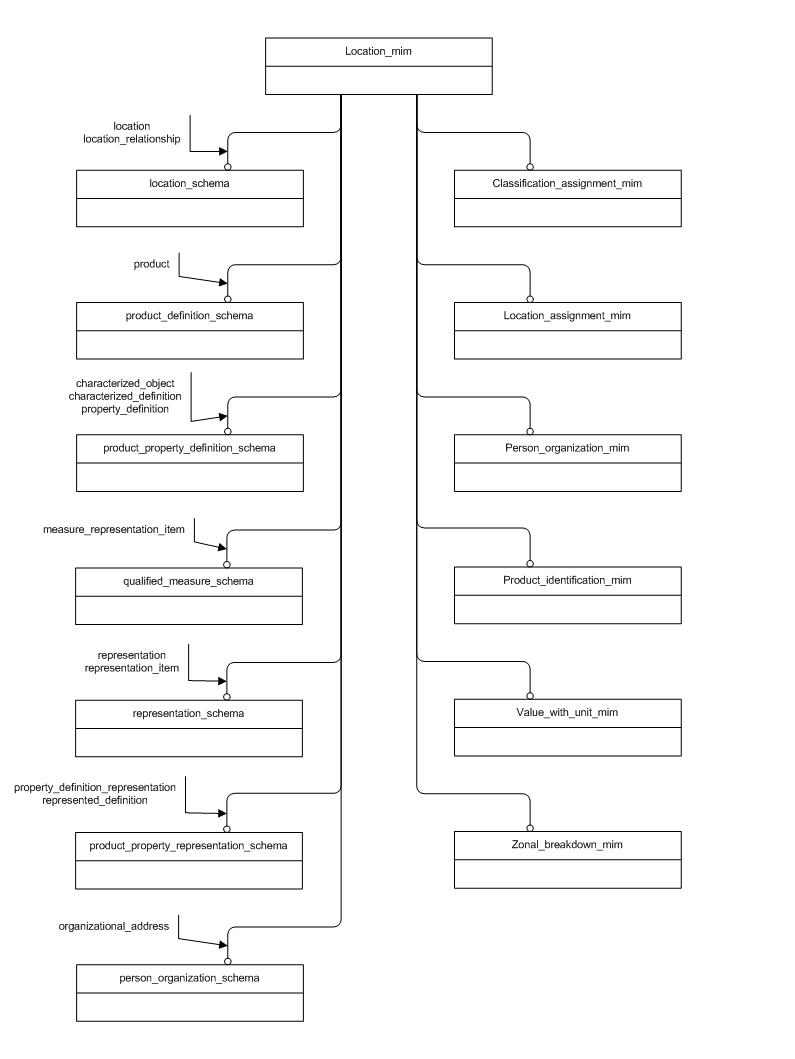 Location_mim
location
location_relationship
location_schema
Classification_assignment_mim
product
product_definition_schema
Location_assignment_mim
characterized_object
characterized_definition
property_definition
product_property_definition_schema
Person_organization_mim
measure_representation_item
qualified_measure_schema
Product_identification_mim
representation
representation_item
representation_schema
Value_with_unit_mim
property_definition_representation
represented_definition
product_property_representation_schema
Zonal_breakdown_mim
organizational_address
person_organization_schema